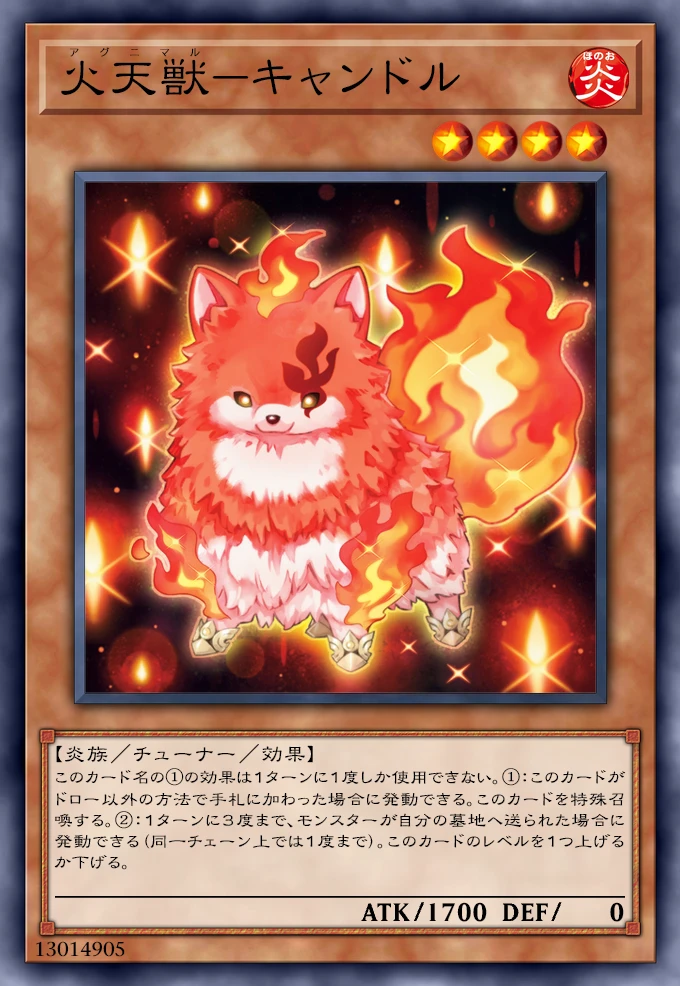 アグニマル
火天獣-キャンドル
ほのお
炎
【炎族/チューナー/効果】
このカード名の①の効果は1ターンに1度しか使用できない。①:このカードが
ドロー以外の方法で手札に加わった場合に発動できる。このカードを特殊召
喚する。②:1ターンに3度まで、モンスターが自分の墓地へ送られた場合に
発動できる(同一チェーン上では1度まで)。このカードのレベルを1つ上げる
か下げる。
ATK/1700 DEF/ 0
13014905